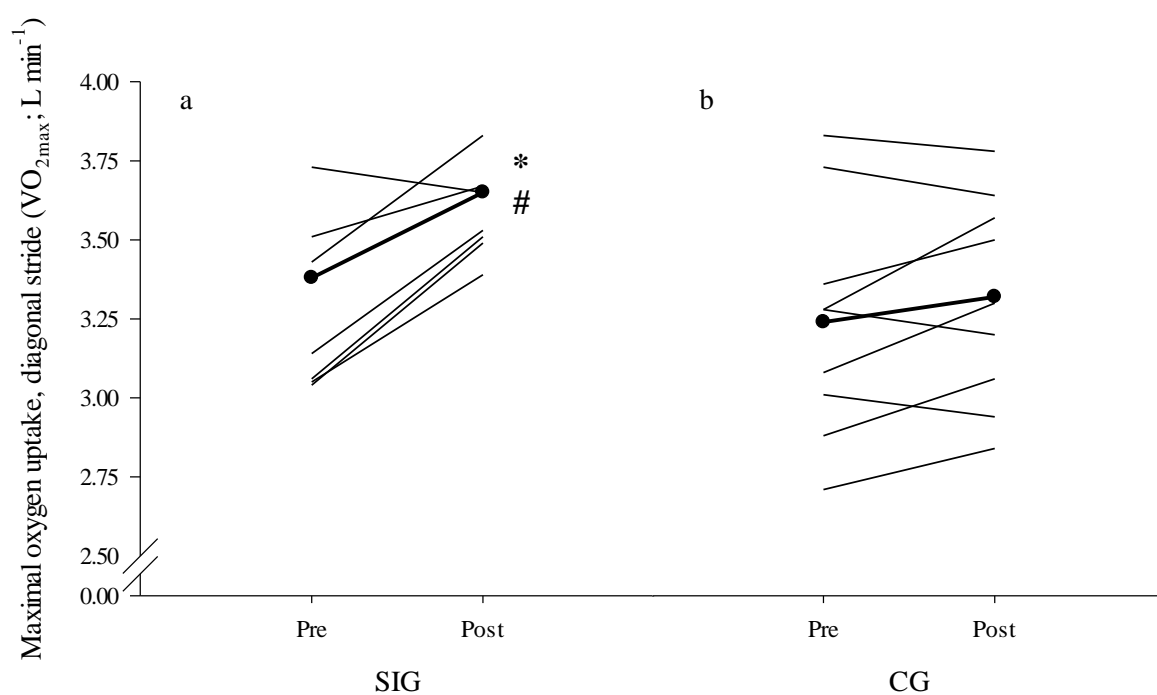 Maximal oxygen uptake, diagonal stride (VO2max; L min-1)
4.00
3.75
3.50
3.25
3.00
2.75
2.50
0.00
a
*
#
b
Pre
Post
Pre
Post
SIG
CG